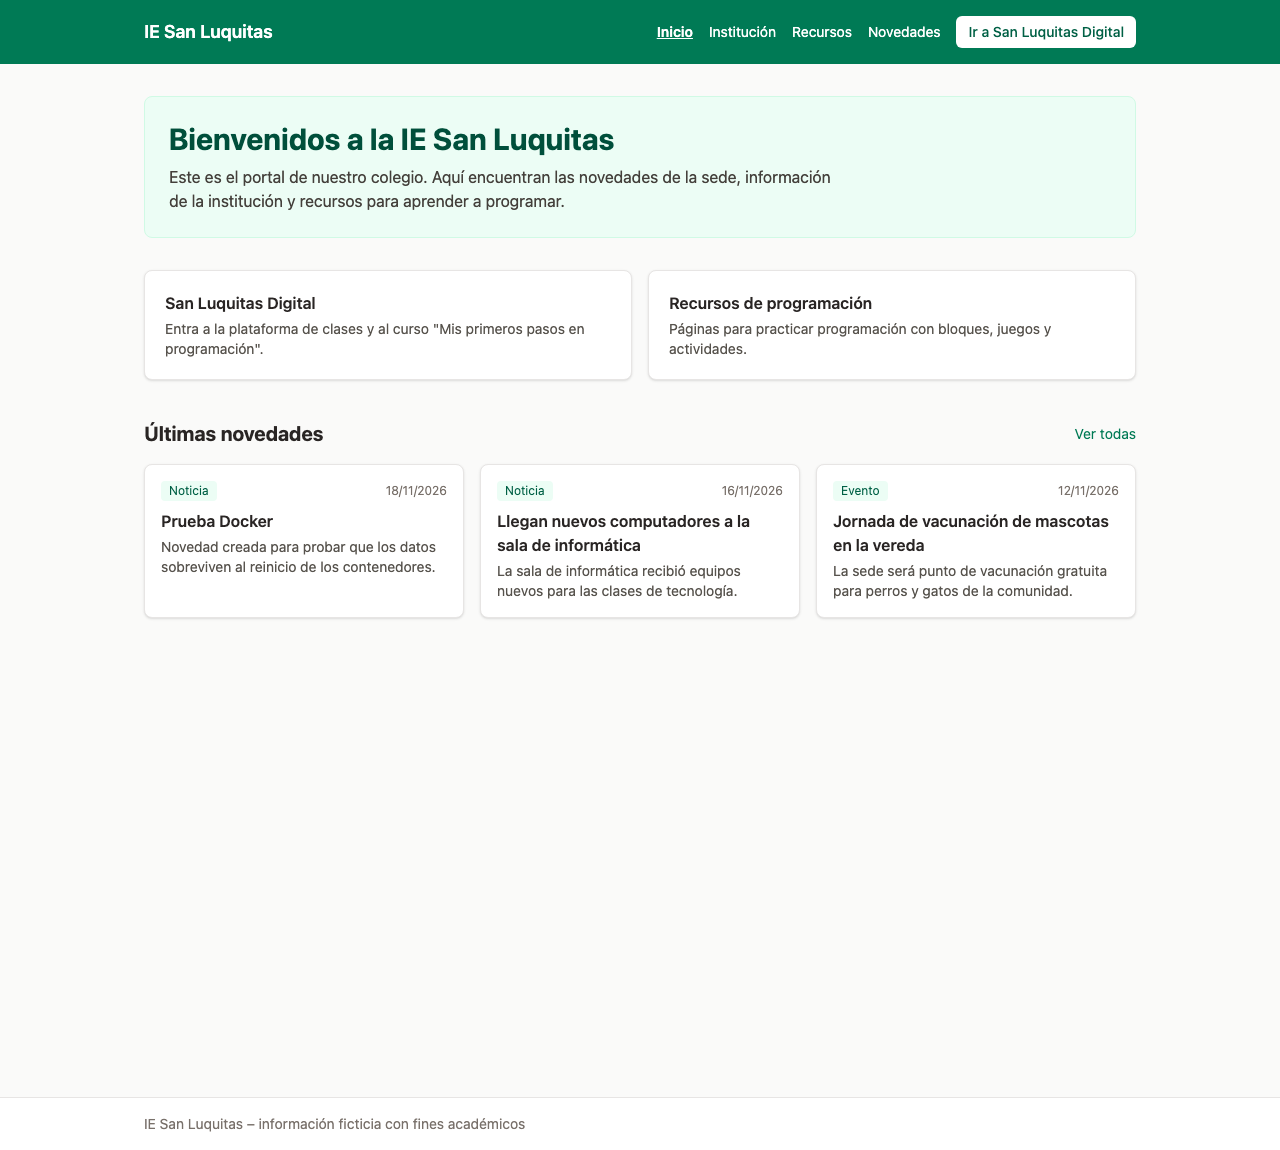 IE San Luquitas
Inicio Institución Recursos Novedades Ir a San Luquitas Digital
Bienvenidos a la IE San Luquitas
Este es el portal de nuestro colegio. Aquí encuentran las novedades de la sede, información
de la institución y recursos para aprender a programar.
San Luquitas Digital
Entra a la plataforma de clases y al curso "Mis primeros pasos en
programación".
Recursos de programación
Páginas para practicar programación con bloques, juegos y
actividades.
Últimas novedades
Ver todas
Noticia 18/11/2026
Prueba Docker
Novedad creada para probar que los datos
sobreviven al reinicio de los contenedores.
Noticia 16/11/2026
Llegan nuevos computadores a la
sala de informática
La sala de informática recibió equipos
nuevos para las clases de tecnología.
Evento 12/11/2026
Jornada de vacunación de mascotas
en la vereda
La sede será punto de vacunación gratuita
para perros y gatos de la comunidad.
IE San Luquitas – información ficticia con fines académicos